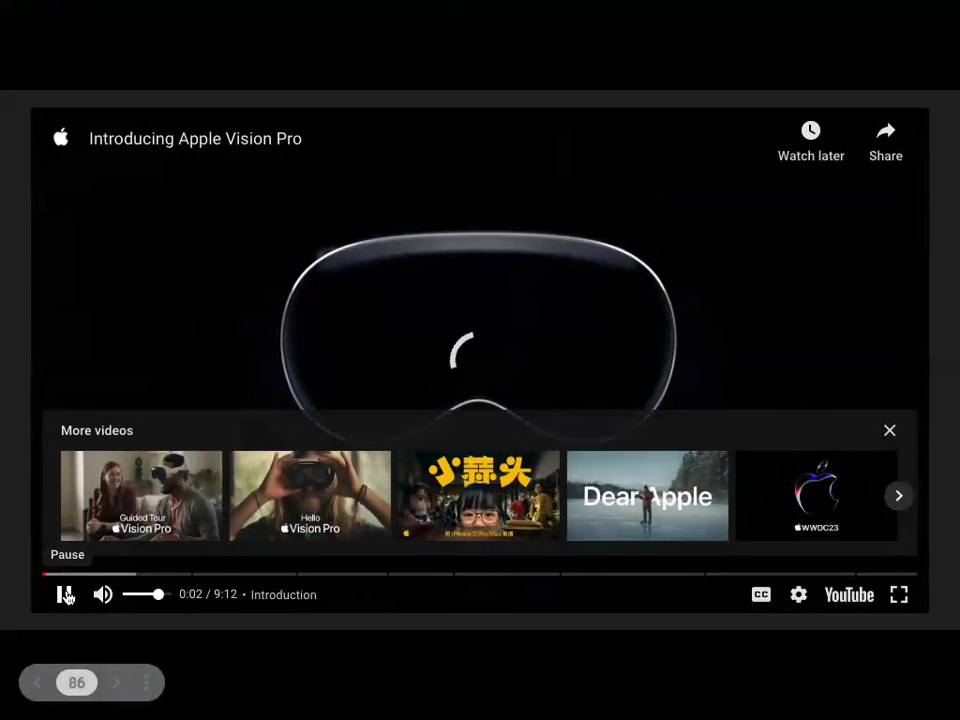 Introducing Apple Vision Pro
Watch later
Share
More videos
Guided Tour
Vision Pro
Hello
Vision Pro
小蒜头
Dear Apple
WWDC23
Pause
0:02 / 9:12 • Introduction
CC
YouTube
86